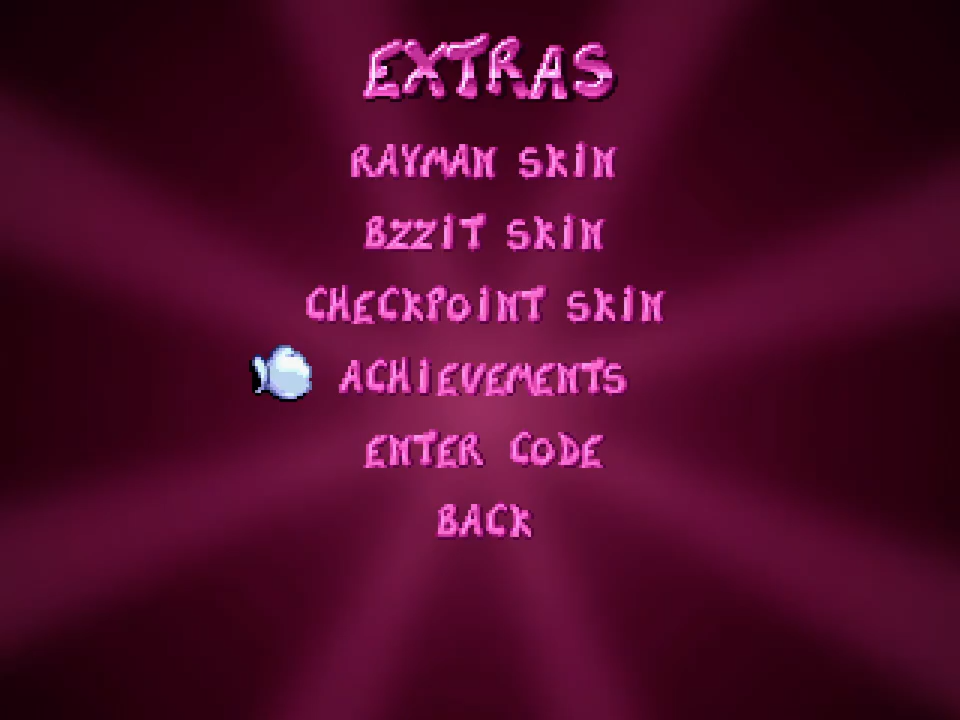 EXTRAS
RAYMAN SKIN
BZZIT SKIN
CHECKPOINT SKIN
ACHIEVEMENTS
ENTER CODE
BACK